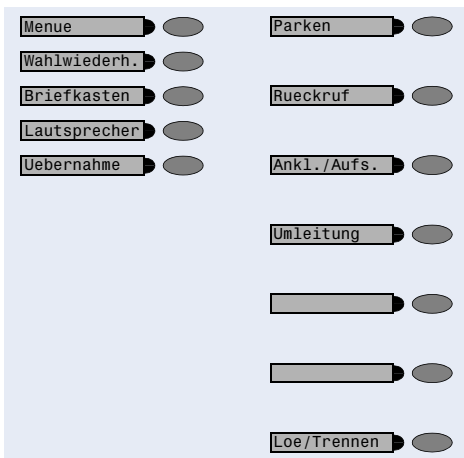 Menue
Wahlwiederh.
Briefkasten
Lautsprecher
Uebernahme
Parken
Rueckruf
Ankl./Aufs.
Umleitung
Loe/Trennen